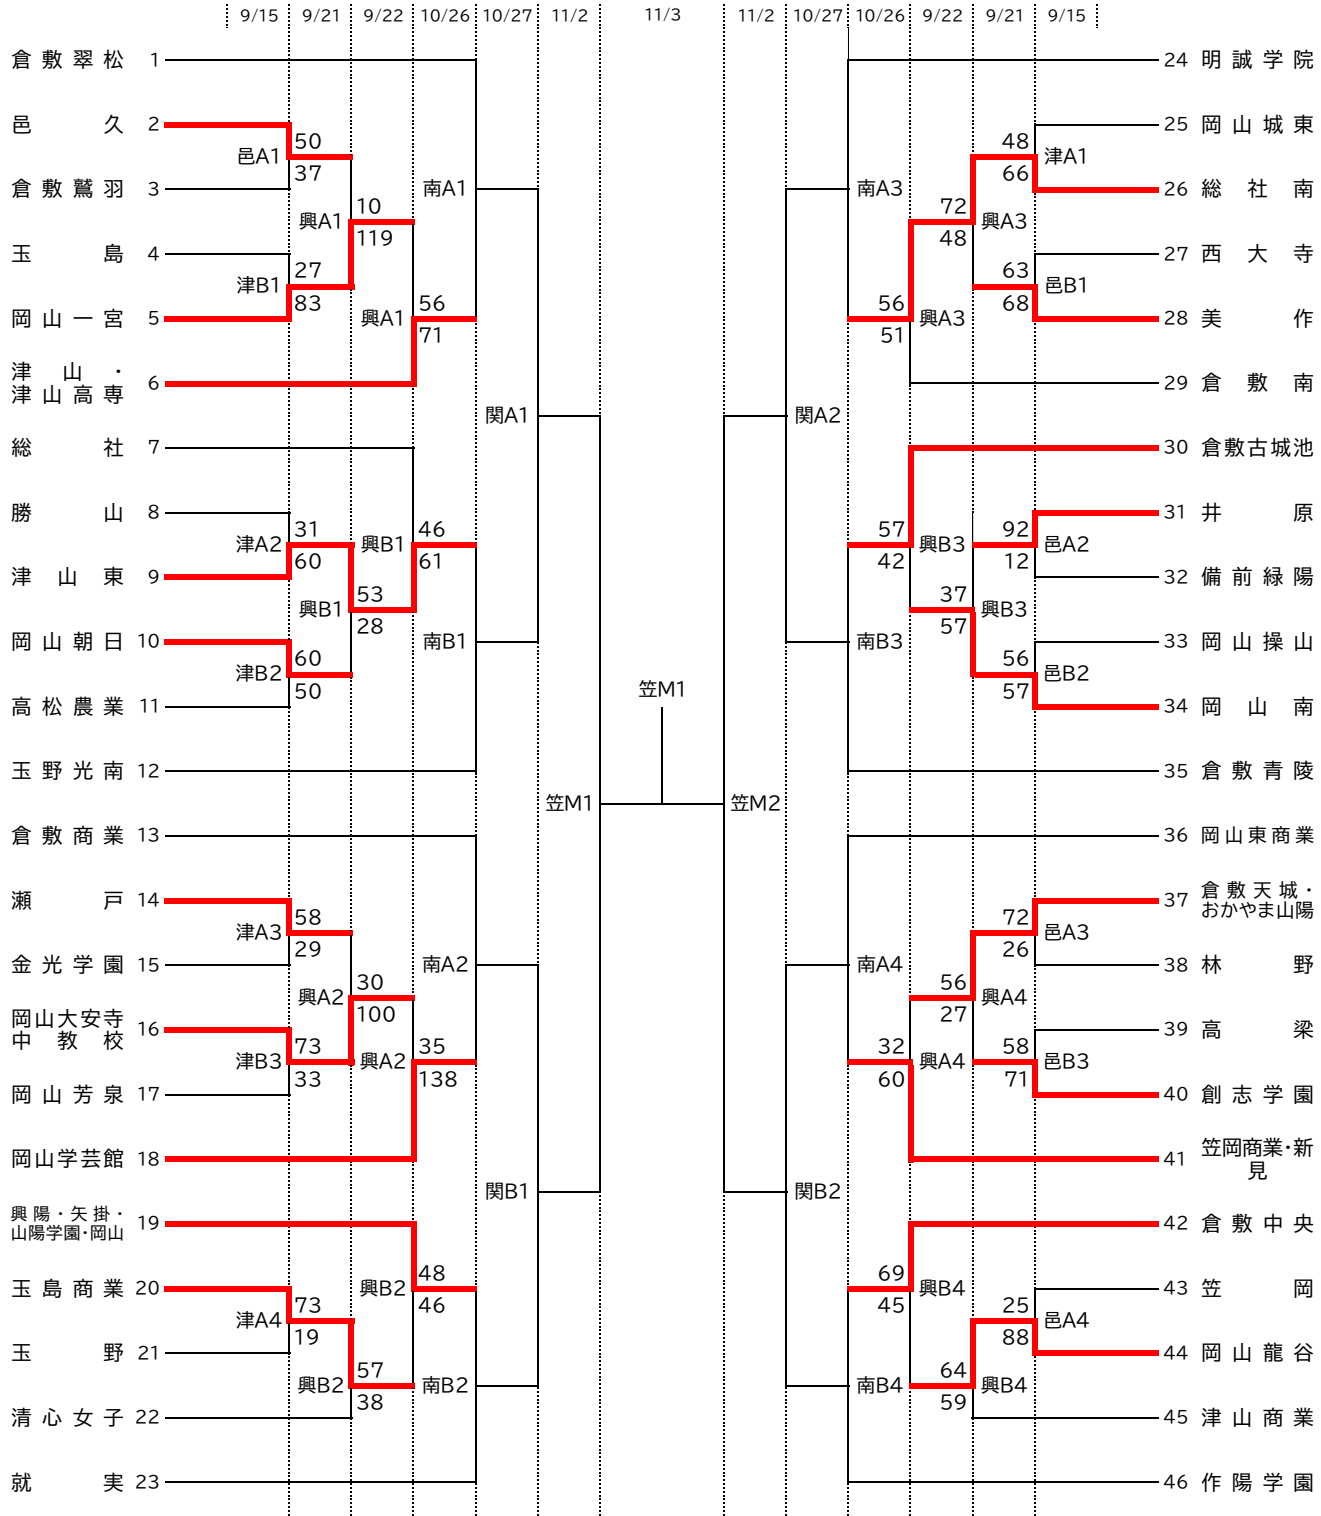 9/15 9/21 9/22 10/26 10/27 11/2 11/3 11/2 10/27 10/26 9/22 9/21 9/15
倉敷翠松 1
邑久 2
50
邑A1
37
倉敷鷲羽 3
南A1
10
興A1
119
玉島 4
27
津B1
83
岡山一宮 5
56
興A1
71
津山・
津山高専 6
関A1
総社 7
勝山 8
31
津A2
60
46
興B1
61
津山東 9
53
興B1
28
岡山朝日 10
南B1
60
津B2
50
高松農業 11
玉野光南 12
笠M1
倉敷商業 13
瀬戸 14
58
津A3
29
金光学園 15
南A2
30
興A2
100
岡山大安寺
中教校 16
73
津B3
33
35
興A2
138
岡山芳泉 17
岡山学芸館 18
関B1
興陽・矢掛・
山陽学園・岡山 19
48
興B2
46
玉島商業 20
73
津A4
19
玉野 21
57
興B2
38
南B2
清心女子 22
就実 23
笠M1
24 明誠学院
25 岡山城東
48
津A1
66
26 総社南
南A3
72
興A3
48
27 西大寺
63
邑B1
68
28 美作
56
興A3
51
29 倉敷南
関A2
30 倉敷古城池
31 井原
92
邑A2
12
57
興B3
42
32 備前緑陽
37
興B3
57
33 岡山操山
南B3
56
邑B2
57
34 岡山南
35 倉敷青陵
笠M2
36 岡山東商業
37 倉敷天城・
おかやま山陽
72
邑A3
26
38 林野
南A4
56
興A4
27
39 高梁
58
邑B3
71
32
興A4
60
40 創志学園
41 笠岡商業・新
見
関B2
42 倉敷中央
69
興B4
45
43 笠岡
25
邑A4
88
44 岡山龍谷
64
興B4
59
南B4
45 津山商業
46 作陽学園